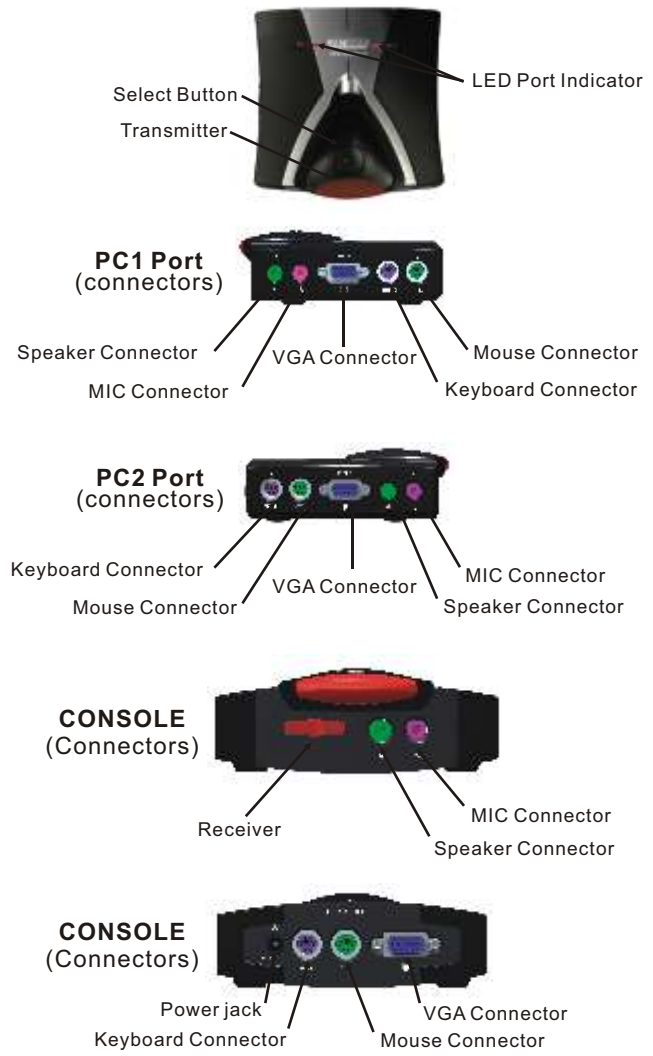 LED Port Indicator
Select Button
Transmitter
PC1 Port
(connectors)
Speaker Connector
VGA Connector
Mouse Connector
MIC Connector
Keyboard Connector
PC2 Port
(connectors)
Keyboard Connector
VGA Connector
MIC Connector
Mouse Connector
Speaker Connector
CONSOLE
(Connectors)
Receiver
MIC Connector
Speaker Connector
CONSOLE
(Connectors)
Power jack
VGA Connector
Keyboard Connector
Mouse Connector